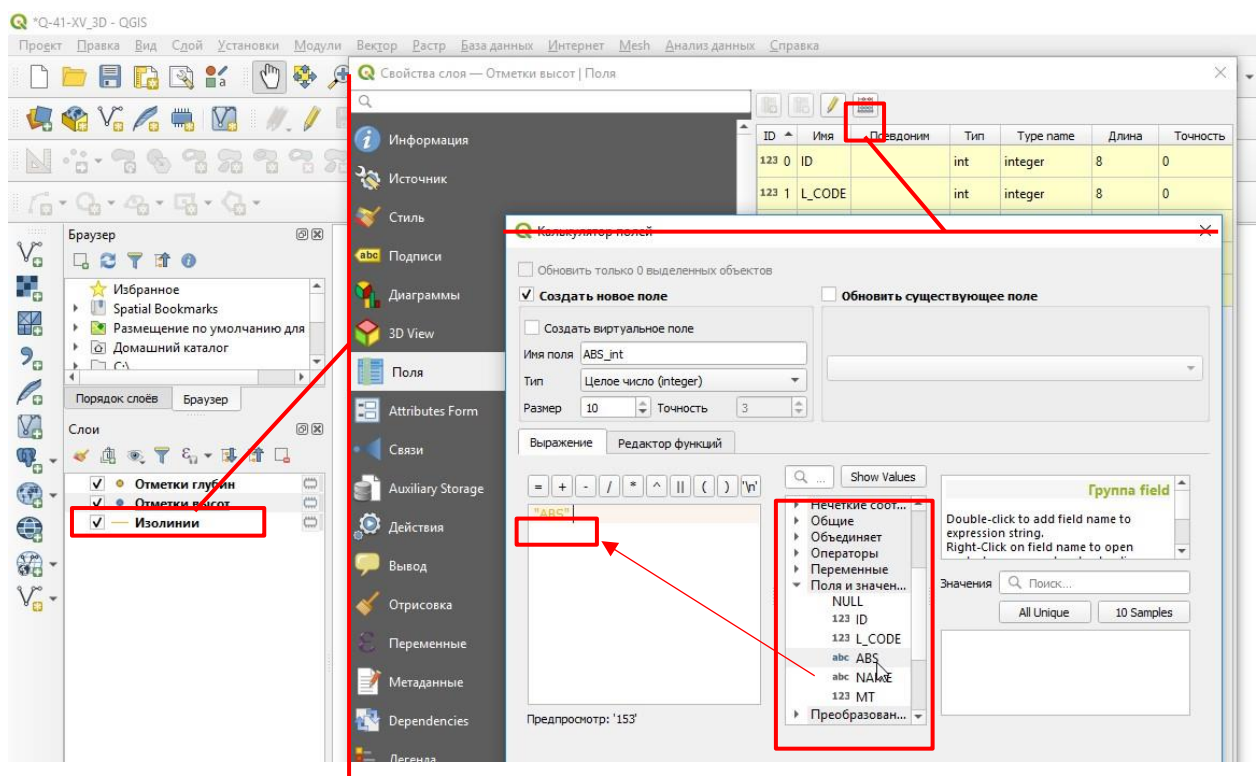 *Q-41-XV_3D - QGIS
Проект Правка Вид Слой Установки Модули Вектор Растр База данных Интернет Mesh Анализ данных Справка
Свойства слоя — Отметки высот | Поля
Информация
Источник
Стиль
Подписи
Диаграммы
3D View
Поля
Attributes Form
Связи
Auxiliary Storage
Действия
Вывод
Отрисовка
Переменные
Метаданные
Dependencies
Легенда
ID Имя Псевдоним Тип Type name Длина Точность
123 0 ID int integer 8 0
123 1 L_CODE int integer 8 0
Браузер
Избранное
Spatial Bookmarks
Размещение по умолчанию для
Домашний каталог
C:\
Порядок слоёв Браузер
Слои
Отметки глубин
Отметки высот
Изолинии
Калькулятор полей
Обновить только 0 выделенных объектов
Создать новое поле
Обновить существующее поле
Создать виртуальное поле
Имя поля ABS_int
Тип Целое число (integer)
Размер 10 Точность 3
Выражение Редактор функций
= + - / * ^ || ( ) '\n'
"ABS"
Предпросмотр: '153'
... Show Values
Нечеткие соот...
Общие
Объединяет
Операторы
Переменные
Поля и значен...
NULL
123 ID
123 L_CODE
abc ABS
abc NAME
123 MT
Преобразован...
Группа field
Double-click to add field name to
expression string.
Right-Click on field name to open
Значения Поиск...
All Unique 10 Samples